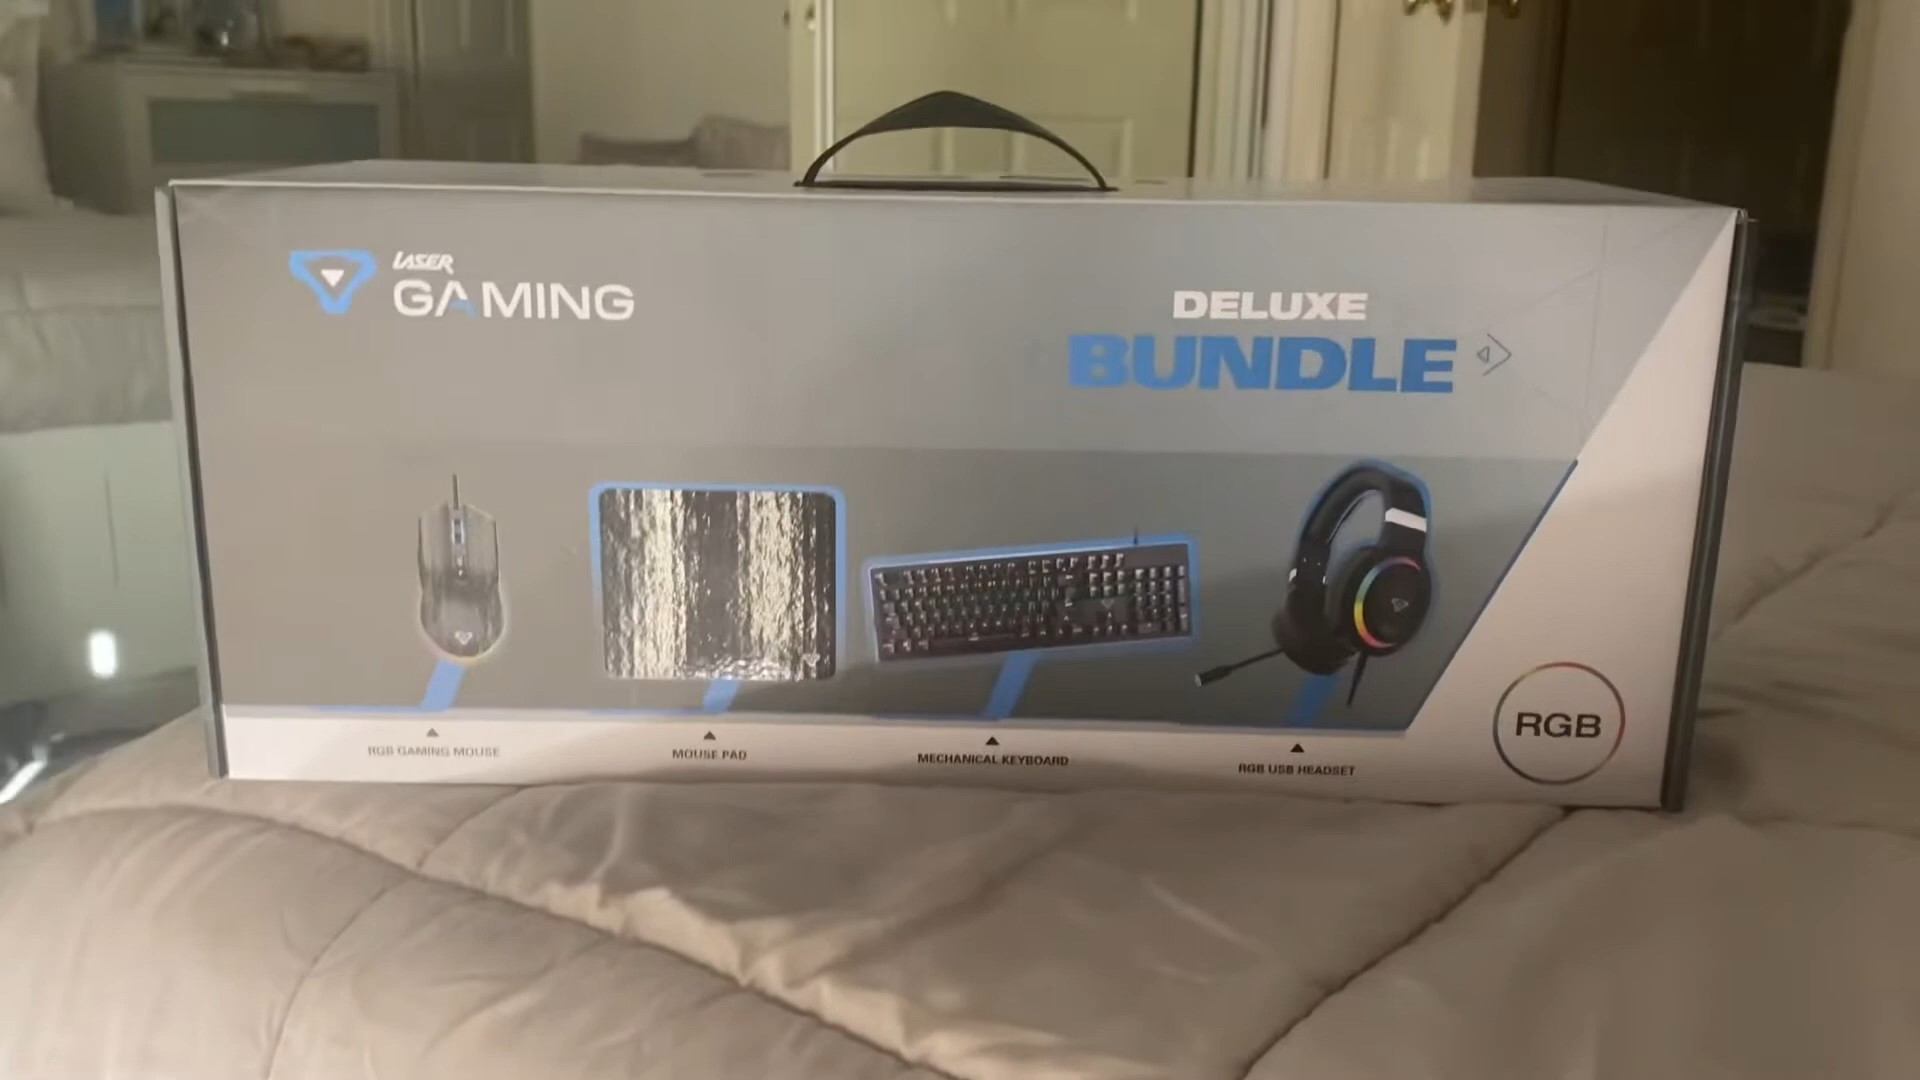 LASER
GAMING
DELUXE
BUNDLE
RGB GAMING MOUSE
MOUSE PAD
MECHANICAL KEYBOARD
RGB USB HEADSET
RGB